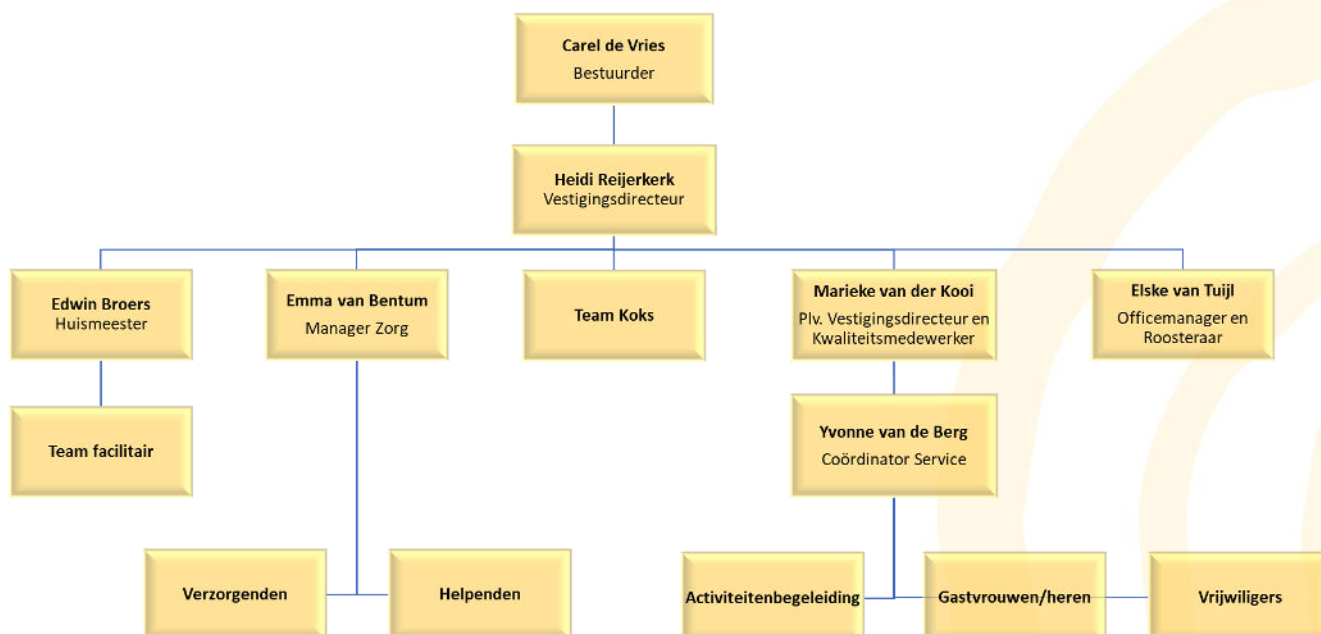 Carel de Vries
Bestuurder
Heidi Reijerkerk
Vestigingsdirecteur
Edwin Broers
Huismeester
Emma van Bentum
Manager Zorg
Team Koks
Marieke van der Kooi
Plv. Vestigingsdirecteur en
Kwaliteitsmedewerker
Elske van Tuijl
Officemanager en
Roosteraar
Team facilitair
Yvonne van de Berg
Coördinator Service
Verzorgenden
Helpenden
Activiteitenbegeleiding
Gastvrouwen/heren
Vrijwiligers